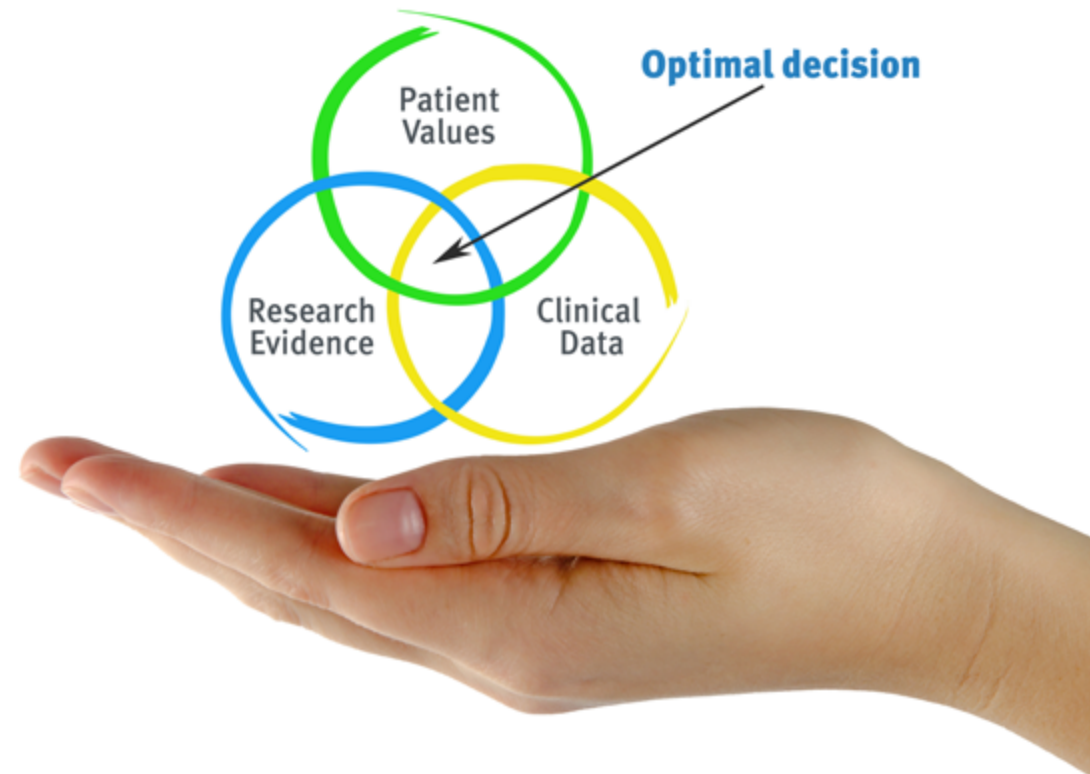 Optimal decision
Patient
Values
Research
Evidence
Clinical
Data